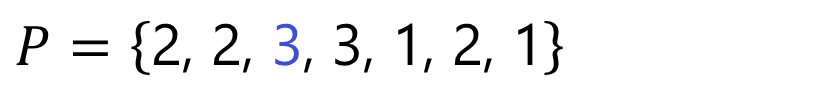 P = {2, 2, 3, 3, 1, 2, 1}